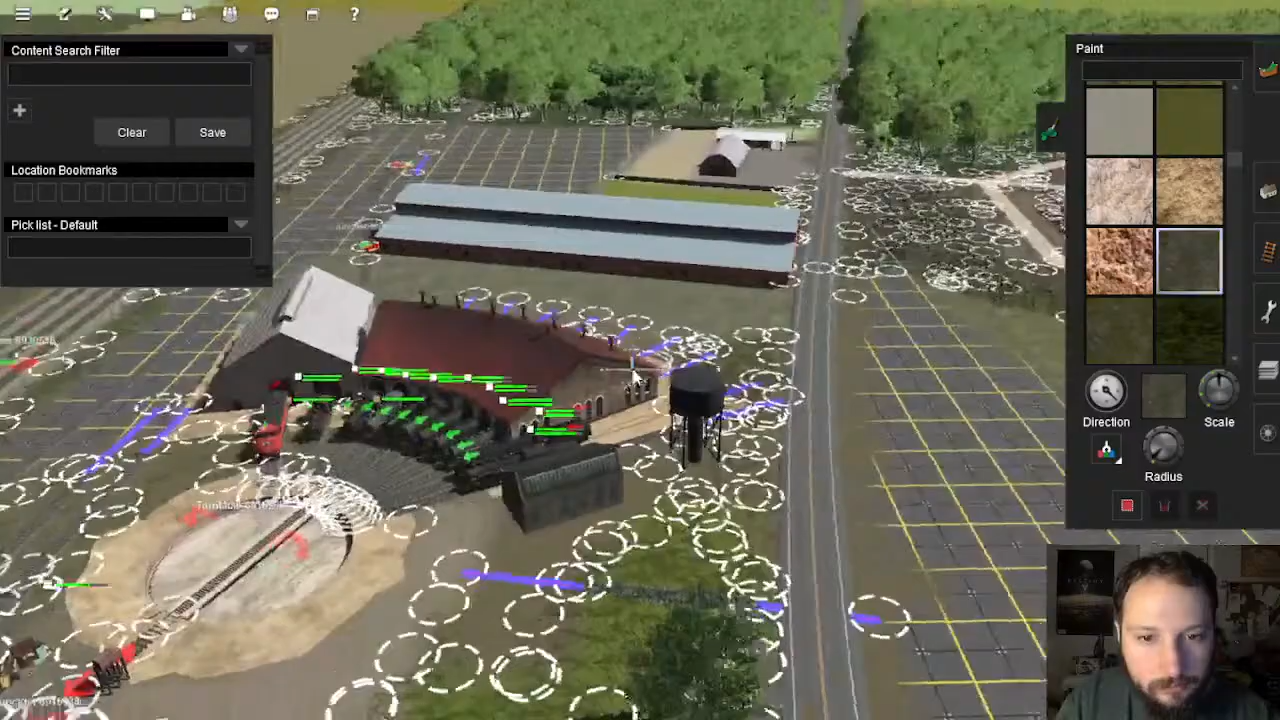 ?
Content Search Filter
Paint
Clear
Save
Location Bookmarks
Pick list - Default
Direction
Scale
Radius